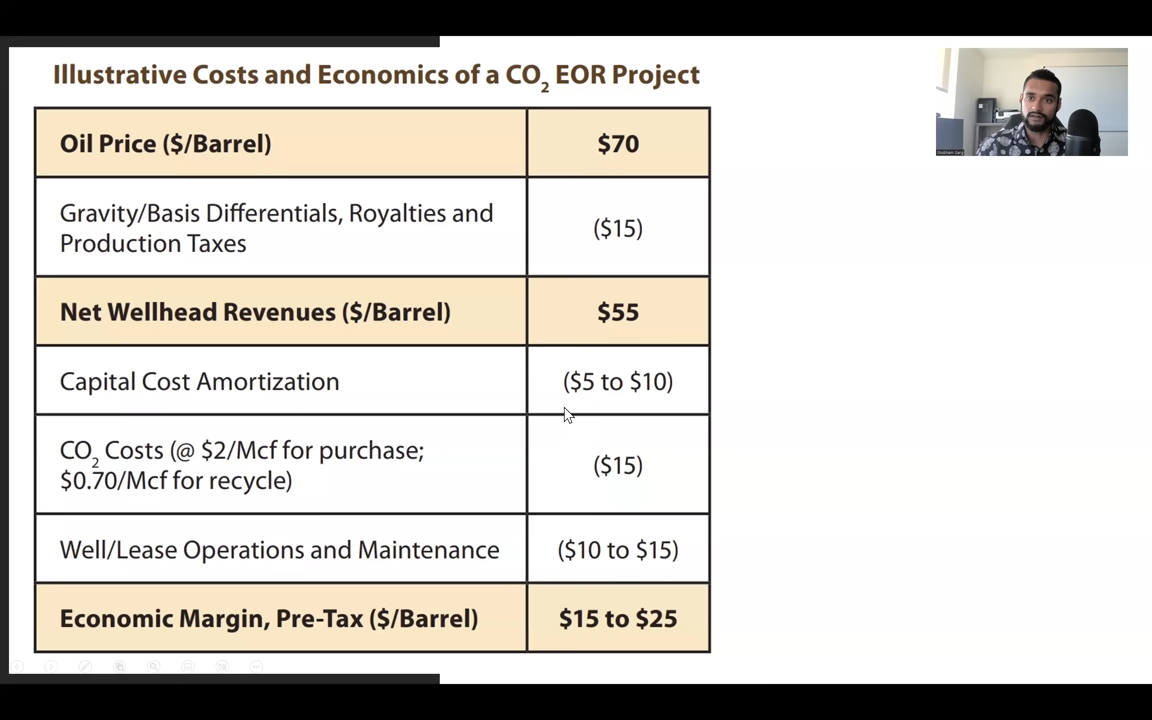 Illustrative Costs and Economics of a CO2 EOR Project
Oil Price ($/Barrel) $70
Gravity/Basis Differentials, Royalties and
Production Taxes
($15)
Net Wellhead Revenues ($/Barrel) $55
Capital Cost Amortization ($5 to $10)
CO2 Costs (@ $2/Mcf for purchase;
$0.70/Mcf for recycle)
($15)
Well/Lease Operations and Maintenance ($10 to $15)
Economic Margin, Pre-Tax ($/Barrel) $15 to $25